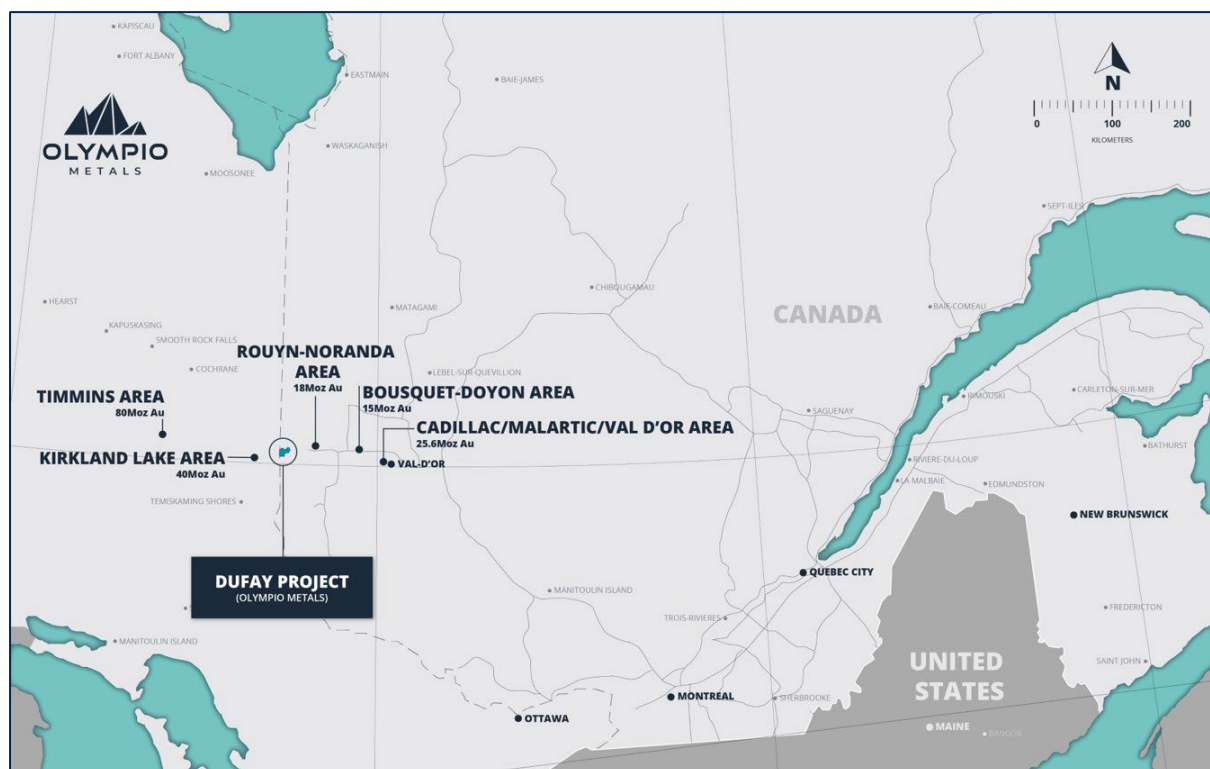 KAPISCAU
FORT ALBANY
EASTMAIN
BAIE-JAMES
N
0 100 200
KILOMETERS
OLYMPIO
METALS
WASKAGANISH
MOOSONEE
SEPT-ILES
HEARST
MATAGAMI
CHIBOUGAMAU
CANADA
BAIE-COMEAU
KAPUSKASING
SMOOTH ROCK FALLS
COCHRANE
ROUYN-NORANDA
AREA
18Moz Au
LEBEL-SUR-QUEVILLION
TIMMINS AREA
80Moz Au
BOUSQUET-DOYON AREA
15Moz Au
CADILLAC/MALARTIC/VAL D'OR AREA
25.6Moz Au
CARLETON-SUR-MER
RIMOUSKI
SAGUENAY
BATHURST
KIRKLAND LAKE AREA
40Moz Au
VAL-D'OR
RIVIERE-DU-LOUP
LA MALBAIE
EDMUNDSTON
TEMISKAMING SHORES
NEW BRUNSWICK
DUFAY PROJECT
(OLYMPIO METALS)
QUEBEC CITY
MANITOULIN ISLAND
TROIS-RIVIERES
FREDERICTON
MANITOULIN ISLAND
UNITED
STATES
SAINT JOHN
MONTREAL
SHERBROOKE
OTTAWA
MAINE
BANGOR